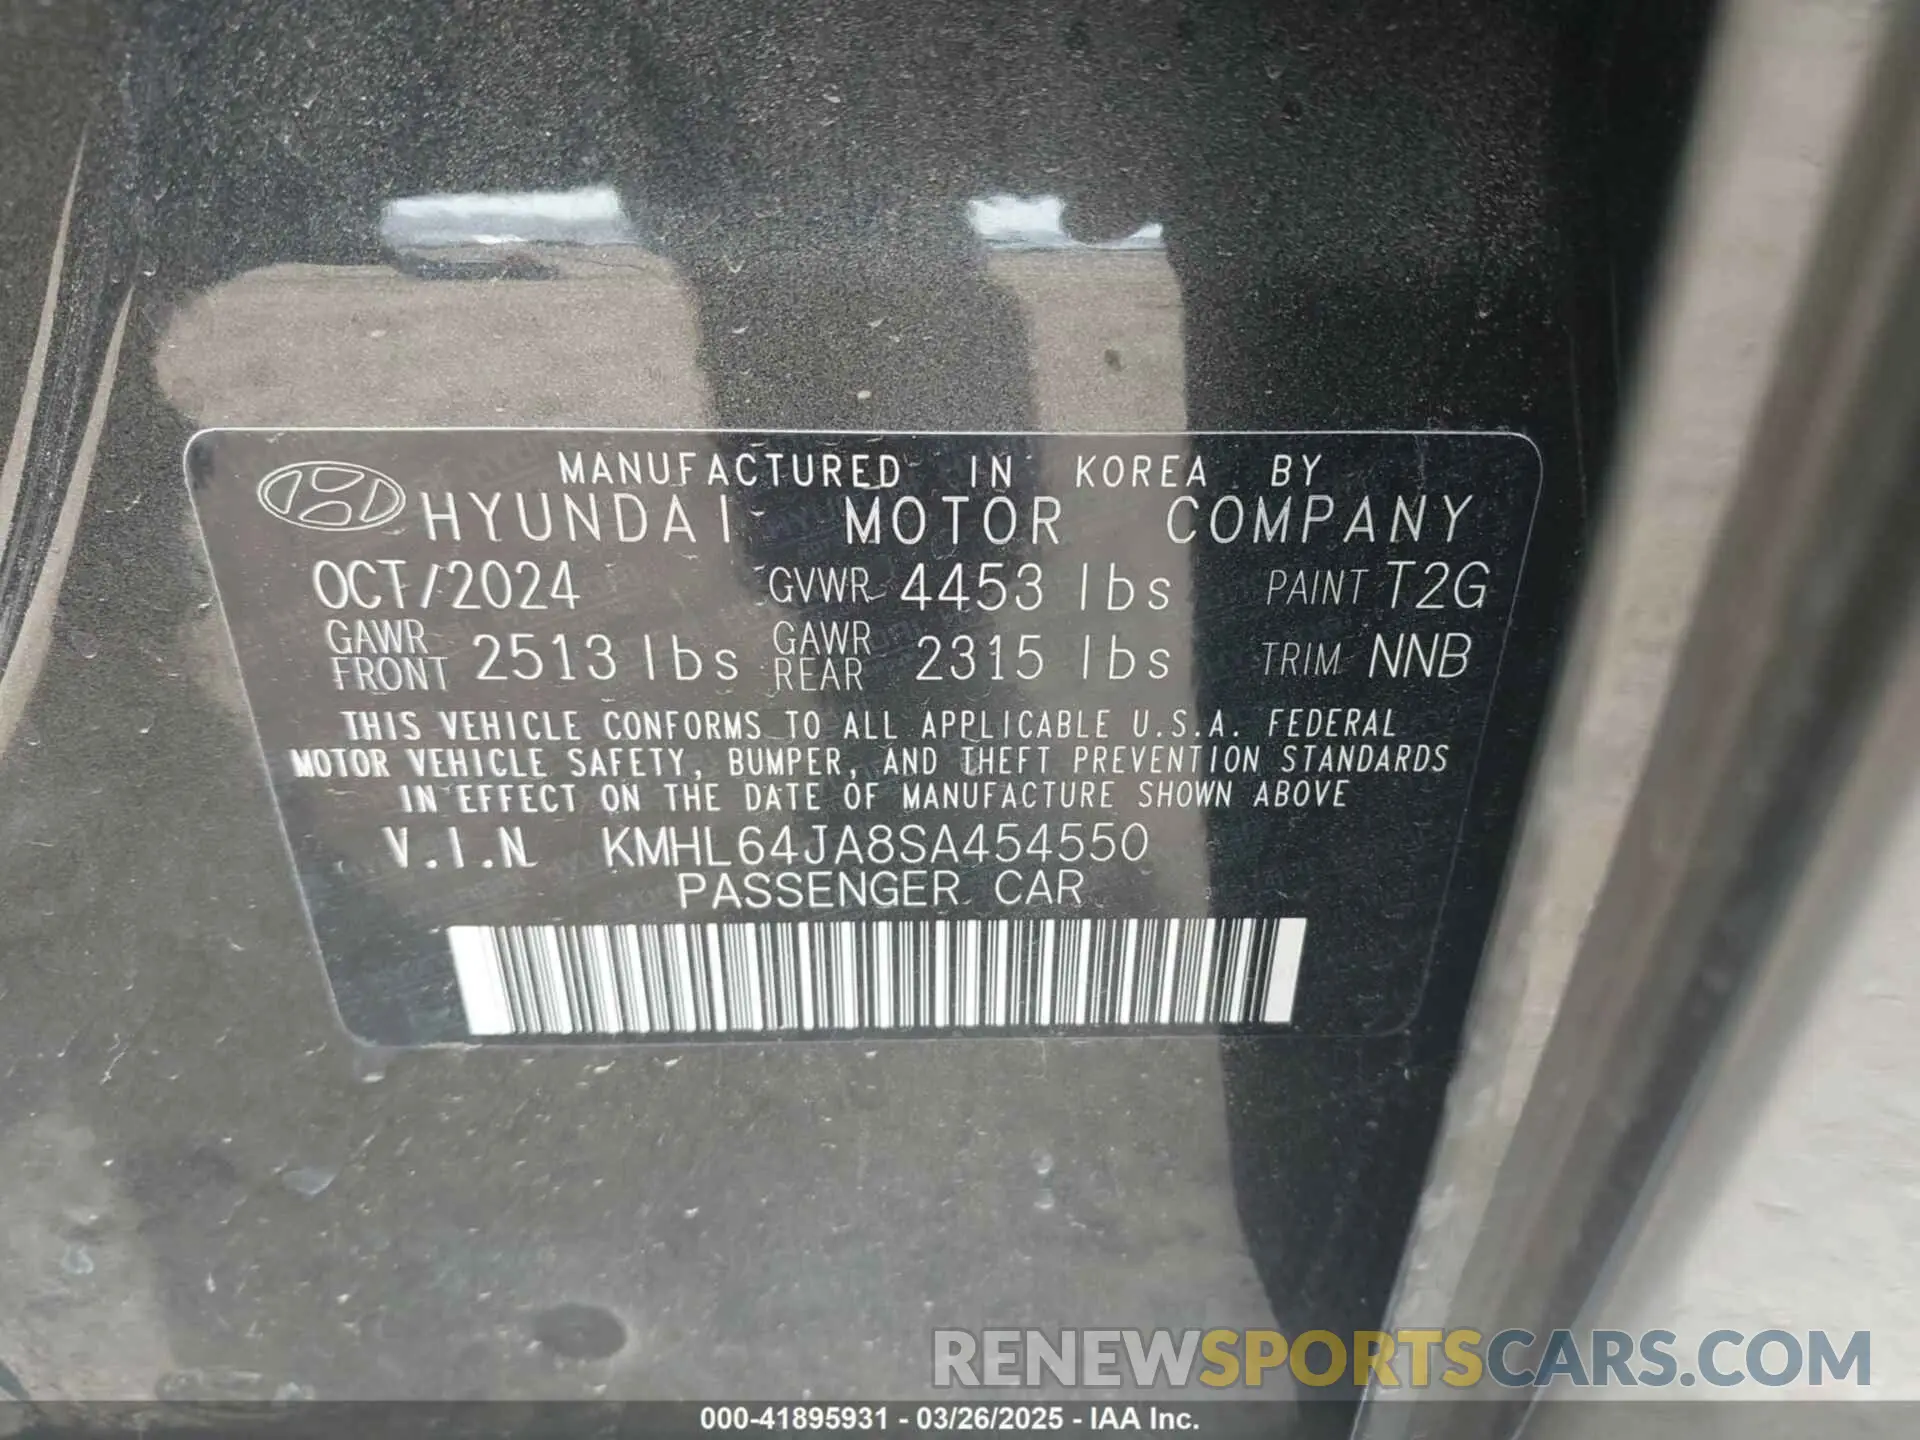 MANUFACTURED IN KOREA BY
HYUNDAI MOTOR COMPANY
OCT/2024 GVWR 4453 lbs PAINT T2G
GAWR FRONT 2513 lbs GAWR REAR 2315 lbs TRIM NNB
THIS VEHICLE CONFORMS TO ALL APPLICABLE U.S.A. FEDERAL
MOTOR VEHICLE SAFETY, BUMPER, AND THEFT PREVENTION STANDARDS
IN EFFECT ON THE DATE OF MANUFACTURE SHOWN ABOVE
V.I.N KMHL64JA8SA454550
PASSENGER CAR
RENEWSPORTSCARS.COM
000-41895931 - 03/26/2025 - IAA Inc.